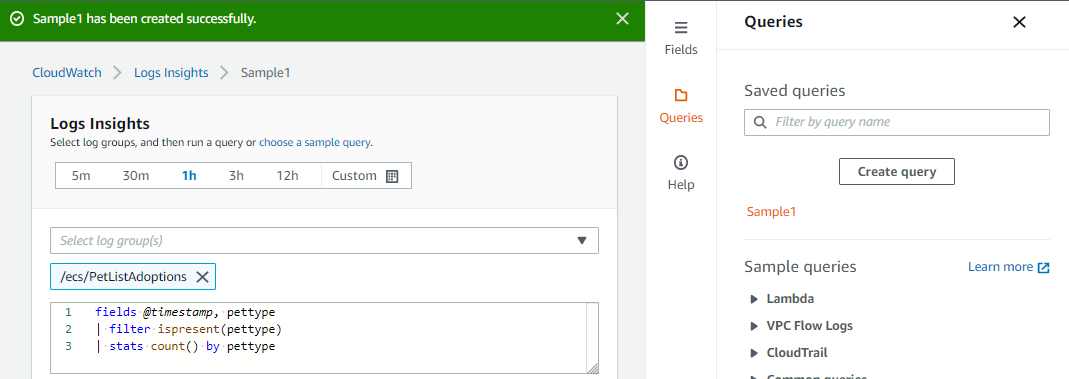 Sample1 has been created successfully.
CloudWatch > Logs Insights > Sample1
Logs Insights
Select log groups, and then run a query or choose a sample query.
5m 30m 1h 3h 12h Custom
Select log group(s)
/ecs/PetListAdoptions
1 fields @timestamp, pettype
2 | filter ispresent(pettype)
3 | stats count() by pettype
Fields
Queries
Help
Queries
Saved queries
Filter by query name
Create query
Sample1
Sample queries Learn more
Lambda
VPC Flow Logs
CloudTrail
Common queries